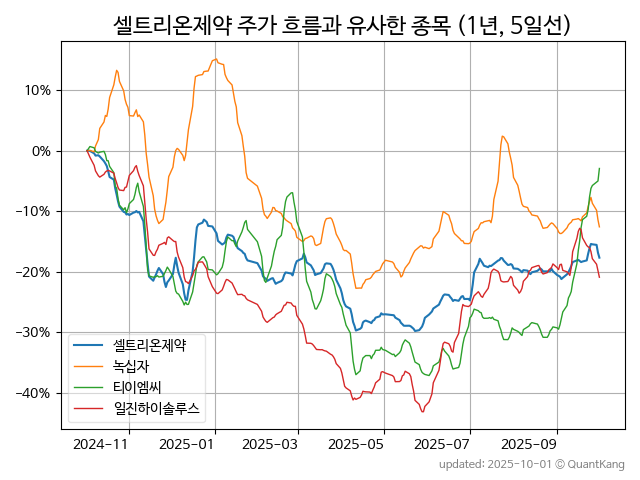 셀트리온제약 주가 흐름과 유사한 종목 (1년, 5일선)
10%
0%
−10%
−20%
−30%
−40%
셀트리온제약
녹십자
티이엠씨
일진하이솔루스
2024-11
2025-01
2025-03
2025-05
2025-07
2025-09
updated: 2025-10-01 © QuantKang